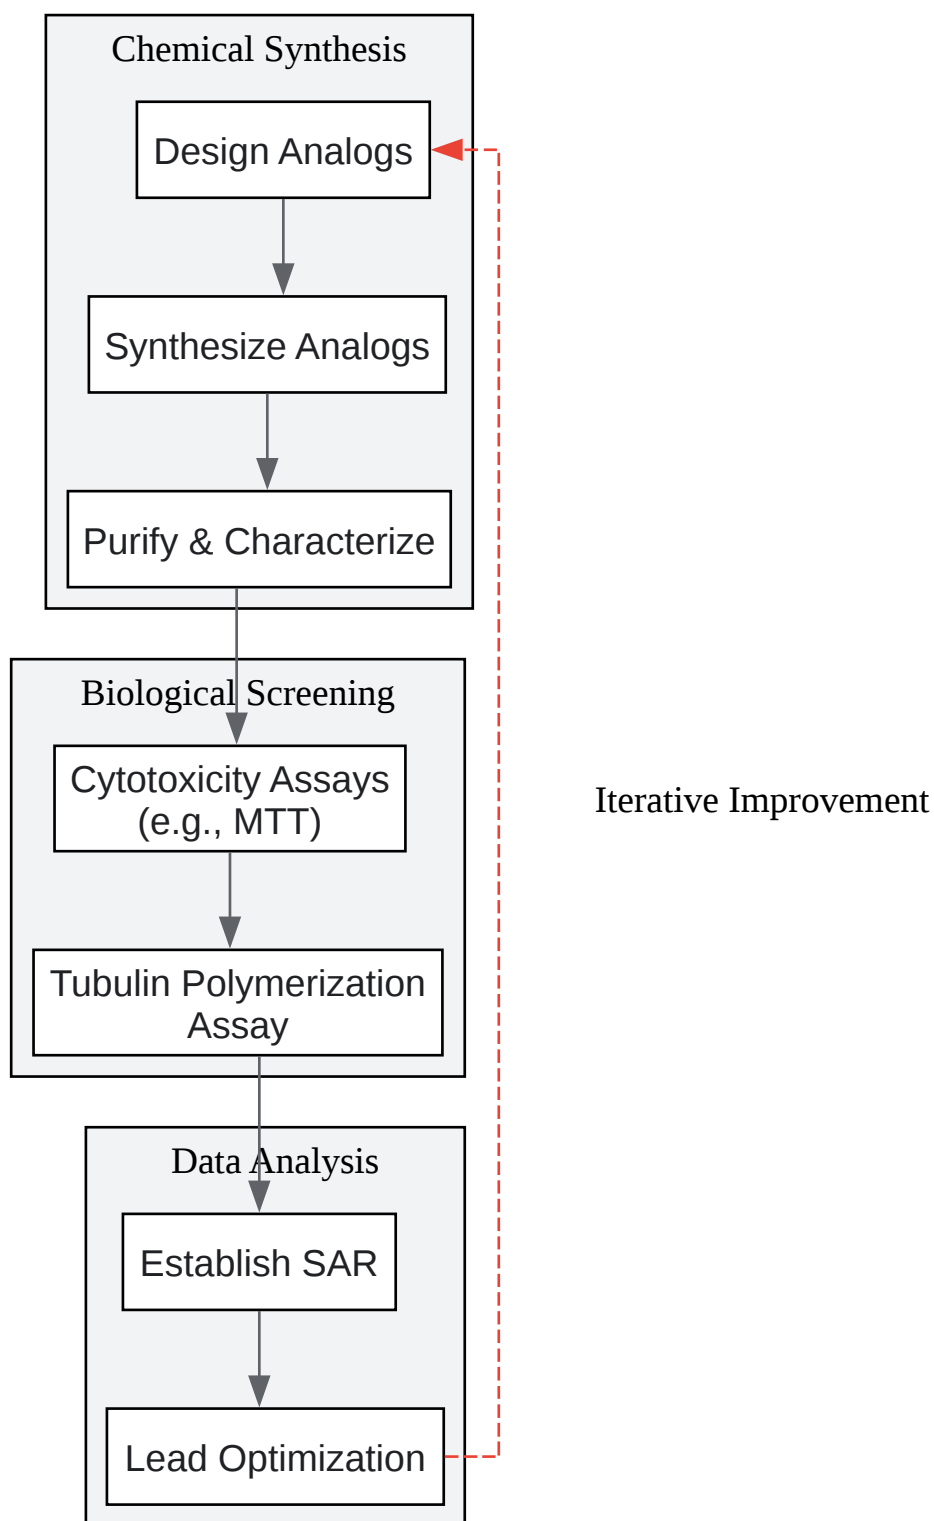 Chemical Synthesis
Design Analogs
Synthesize Analogs
Purify & Characterize
Biological Screening
Cytotoxicity Assays
(e.g., MTT)
Iterative Improvement
Tubulin Polymerization
Assay
Data Analysis
Establish SAR
Lead Optimization